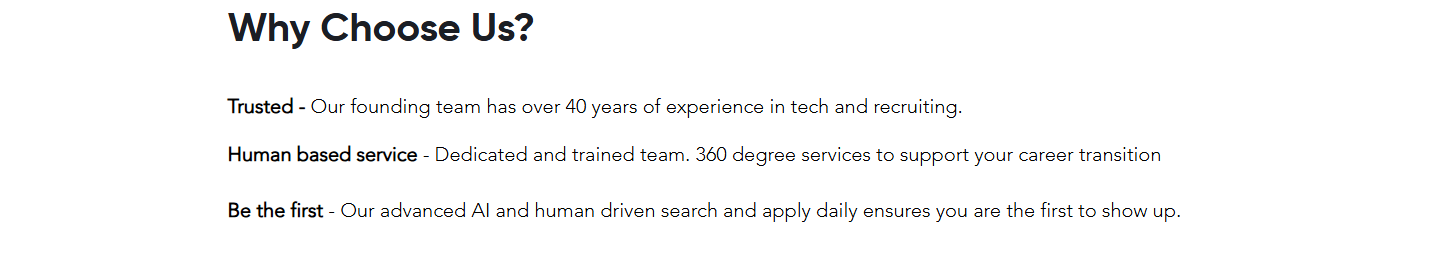 Why Choose Us?
Trusted - Our founding team has over 40 years of experience in tech and recruiting.
Human based service - Dedicated and trained team. 360 degree services to support your career transition
Be the first - Our advanced AI and human driven search and apply daily ensures you are the first to show up.